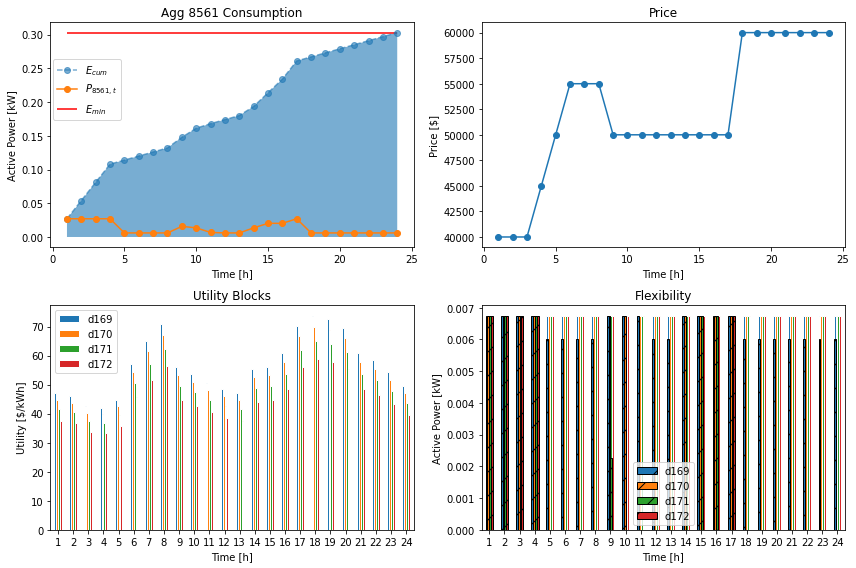 Agg 8561 Consumption
Active Power [kW]
0.30
0.25
0.20
0.15
0.10
0.05
0.00
E_cum
P_8561,t
E_min
0 5 10 15 20 25
Time [h]
Price
Price [$]
60000
57500
55000
52500
50000
47500
45000
42500
40000
0 5 10 15 20 25
Time [h]
Utility Blocks
Utility [$/kWh]
70
60
50
40
30
20
10
0
d169
d170
d171
d172
1 2 3 4 5 6 7 8 9 10 11 12 13 14 15 16 17 18 19 20 21 22 23 24
Time [h]
Flexibility
Active Power [kW]
0.007
0.006
0.005
0.004
0.003
0.002
0.001
0.000
d169
d170
d171
d172
1 2 3 4 5 6 7 8 9 10 11 12 13 14 15 16 17 18 19 20 21 22 23 24
Time [h]